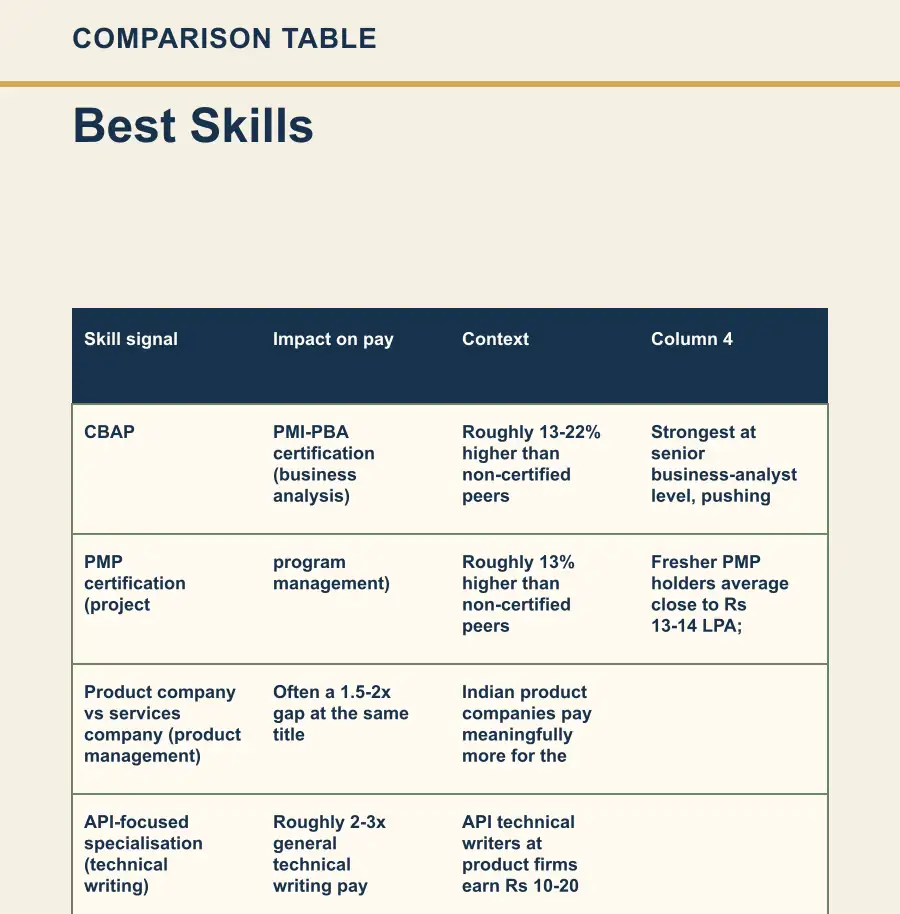 COMPARISON TABLE
Best Skills
Skill signal
Impact on pay
Context
Column 4
CBAP
PMI-PBA
certification
(business
analysis)
Roughly 13-22%
higher than
non-certified
peers
Strongest at
senior
business-analyst
level, pushing
PMP
certification
(project
program
management)
Roughly 13%
higher than
non-certified
peers
Fresher PMP
holders average
close to Rs
13-14 LPA;
Product company
vs services
company (product
management)
Often a 1.5-2x
gap at the same
title
Indian product
companies pay
meaningfully
more for the
API-focused
specialisation
(technical
writing)
Roughly 2-3x
general
technical
writing pay
API technical
writers at
product firms
earn Rs 10-20